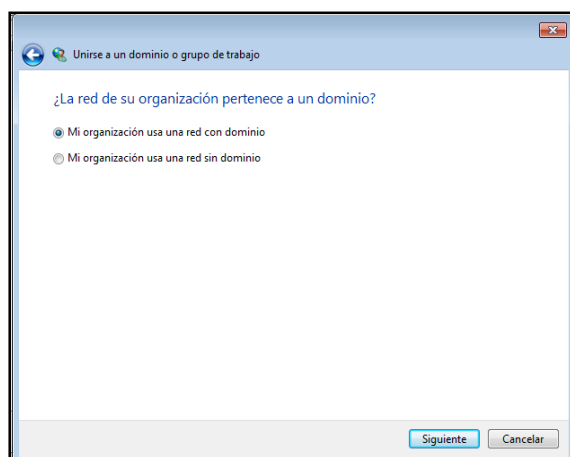 Unirse a un dominio o grupo de trabajo
¿La red de su organización pertenece a un dominio?
Mi organización usa una red con dominio
Mi organización usa una red sin dominio
Siguiente
Cancelar